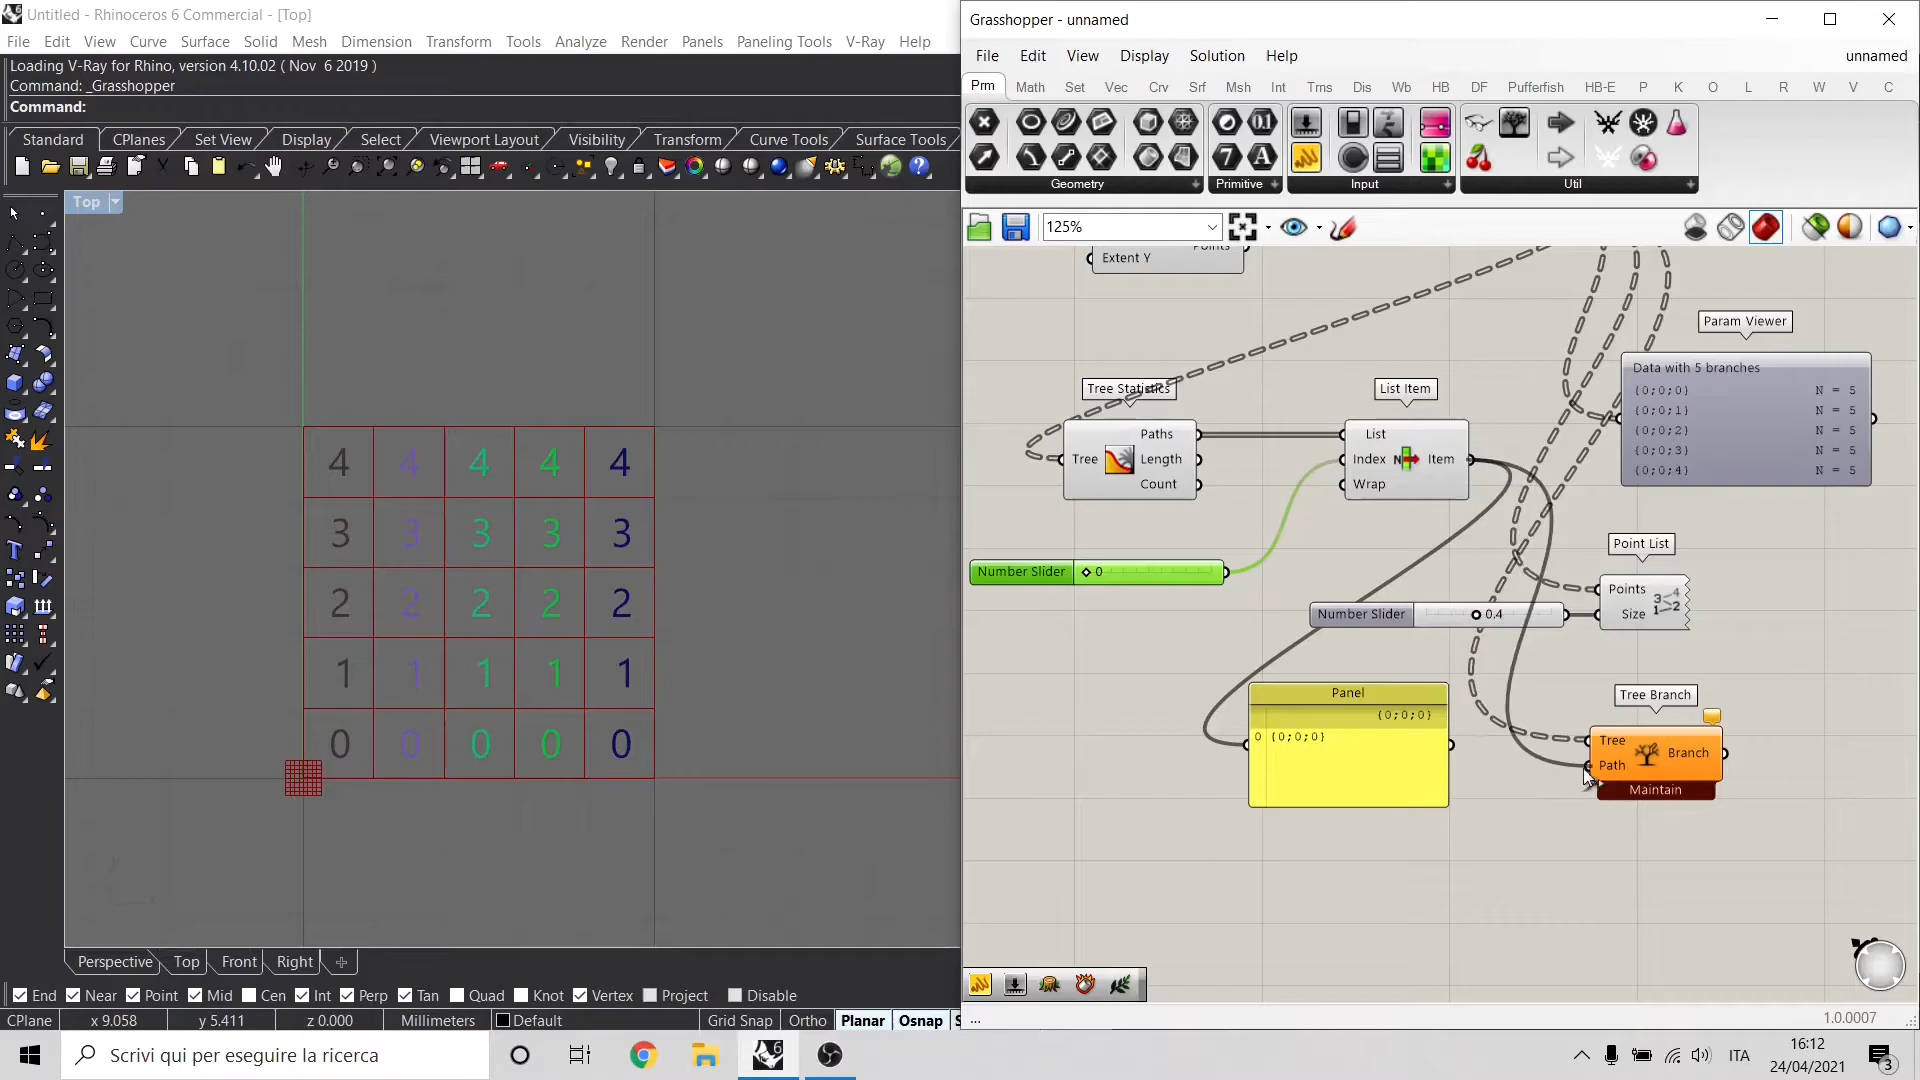 Untitled - Rhinoceros 6 Commercial - [Top]
File Edit View Curve Surface Solid Mesh Dimension Transform Tools Analyze Render Panels Paneling Tools V-Ray Help
Loading V-Ray for Rhino, version 4.10.02 ( Nov 6 2019 )
Command: _Grasshopper
Command:
Standard CPlanes Set View Display Select Viewport Layout Visibility Transform Curve Tools Surface Tools
Top
4 4 4 4 4
3 3 3 3 3
2 2 2 2 2
1 1 1 1 1
0 0 0 0 0
Perspective Top Front Right
End Near Point Mid Cen Int Perp Tan Quad Knot Vertex Project Disable
CPlane x 9.058 y 5.411 z 0.000 Millimeters Default Grid Snap Ortho Planar Osnap S
Grasshopper - unnamed
File Edit View Display Solution Help unnamed
Prm Math Set Vec Crv Srf Msh Int Trns Dis Wb HB DF Pufferfish HB-E P K O L R W V C
Geometry Primitive Input Util
125%
Points
Extent Y
Param Viewer
Data with 5 branches
{0;0;0} N = 5
{0;0;1} N = 5
{0;0;2} N = 5
{0;0;3} N = 5
{0;0;4} N = 5
Tree Statistics
Tree
Paths
Length
Count
List Item
List
Index
Wrap
N
Item
Number Slider 0
Point List
Points
Size
3 4
1 2
Number Slider 0.4
Panel
{0;0;0}
0 {0;0;0}
Tree Branch
Tree
Path
Branch
Maintain
...
1.0.0007
Scrivi qui per eseguire la ricerca
6
ITA
16:12
24/04/2021
3